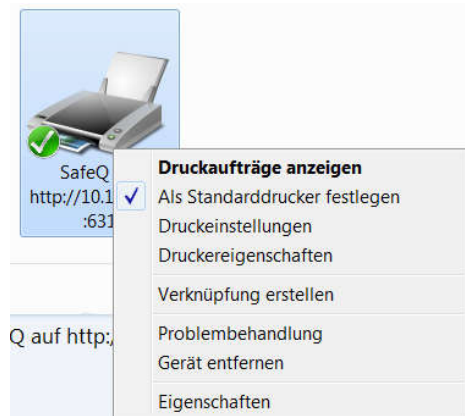 SafeQ
http://10.1
:631
Druckaufträge anzeigen
Als Standarddrucker festlegen
Druckeinstellungen
Druckereigenschaften
Verknüpfung erstellen
Problembehandlung
Gerät entfernen
Eigenschaften
Q auf http:/